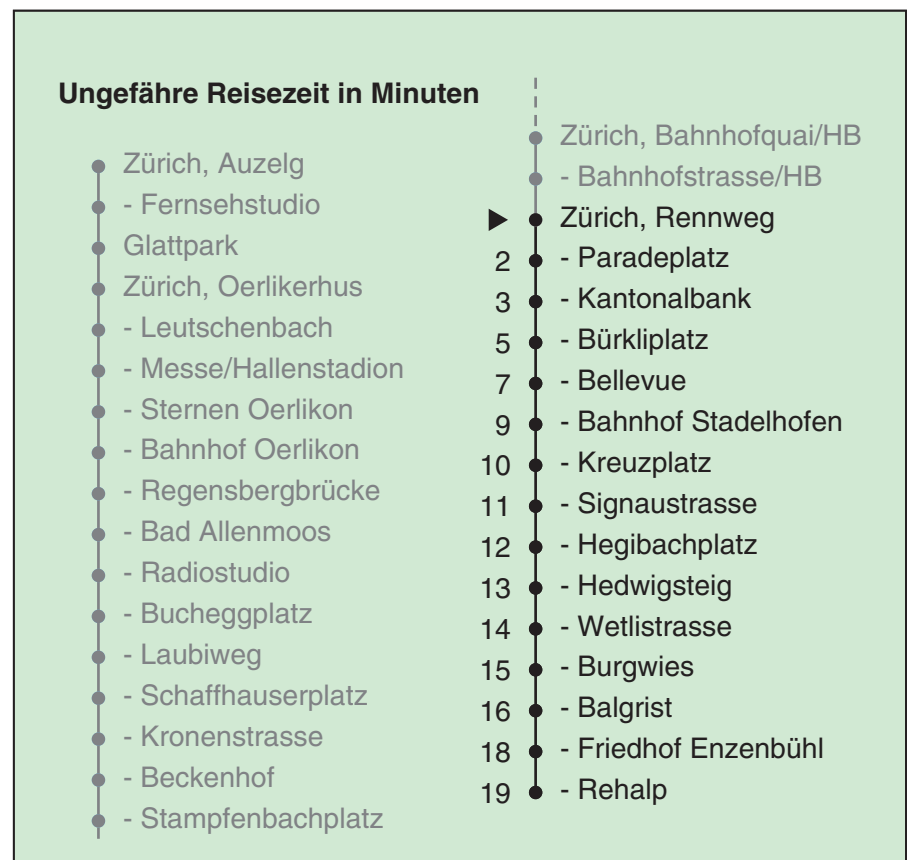 Ungefähre Reisezeit in Minuten
Zürich, Auzelg
- Fernsehstudio
Glattpark
Zürich, Oerlikerhus
- Leutschenbach
- Messe/Hallenstadion
- Sternen Oerlikon
- Bahnhof Oerlikon
- Regensbergbrücke
- Bad Allenmoos
- Radiostudio
- Bucheggplatz
- Laubiweg
- Schaffhauserplatz
- Kronenstrasse
- Beckenhof
- Stampfenbachplatz
Zürich, Bahnhofquai/HB
- Bahnhofstrasse/HB
Zürich, Rennweg
2 - Paradeplatz
3 - Kantonalbank
5 - Bürkliplatz
7 - Bellevue
9 - Bahnhof Stadelhofen
10 - Kreuzplatz
11 - Signaustrasse
12 - Hegibachplatz
13 - Hedwigsteig
14 - Wetlistrasse
15 - Burgwies
16 - Balgrist
18 - Friedhof Enzenbühl
19 - Rehalp